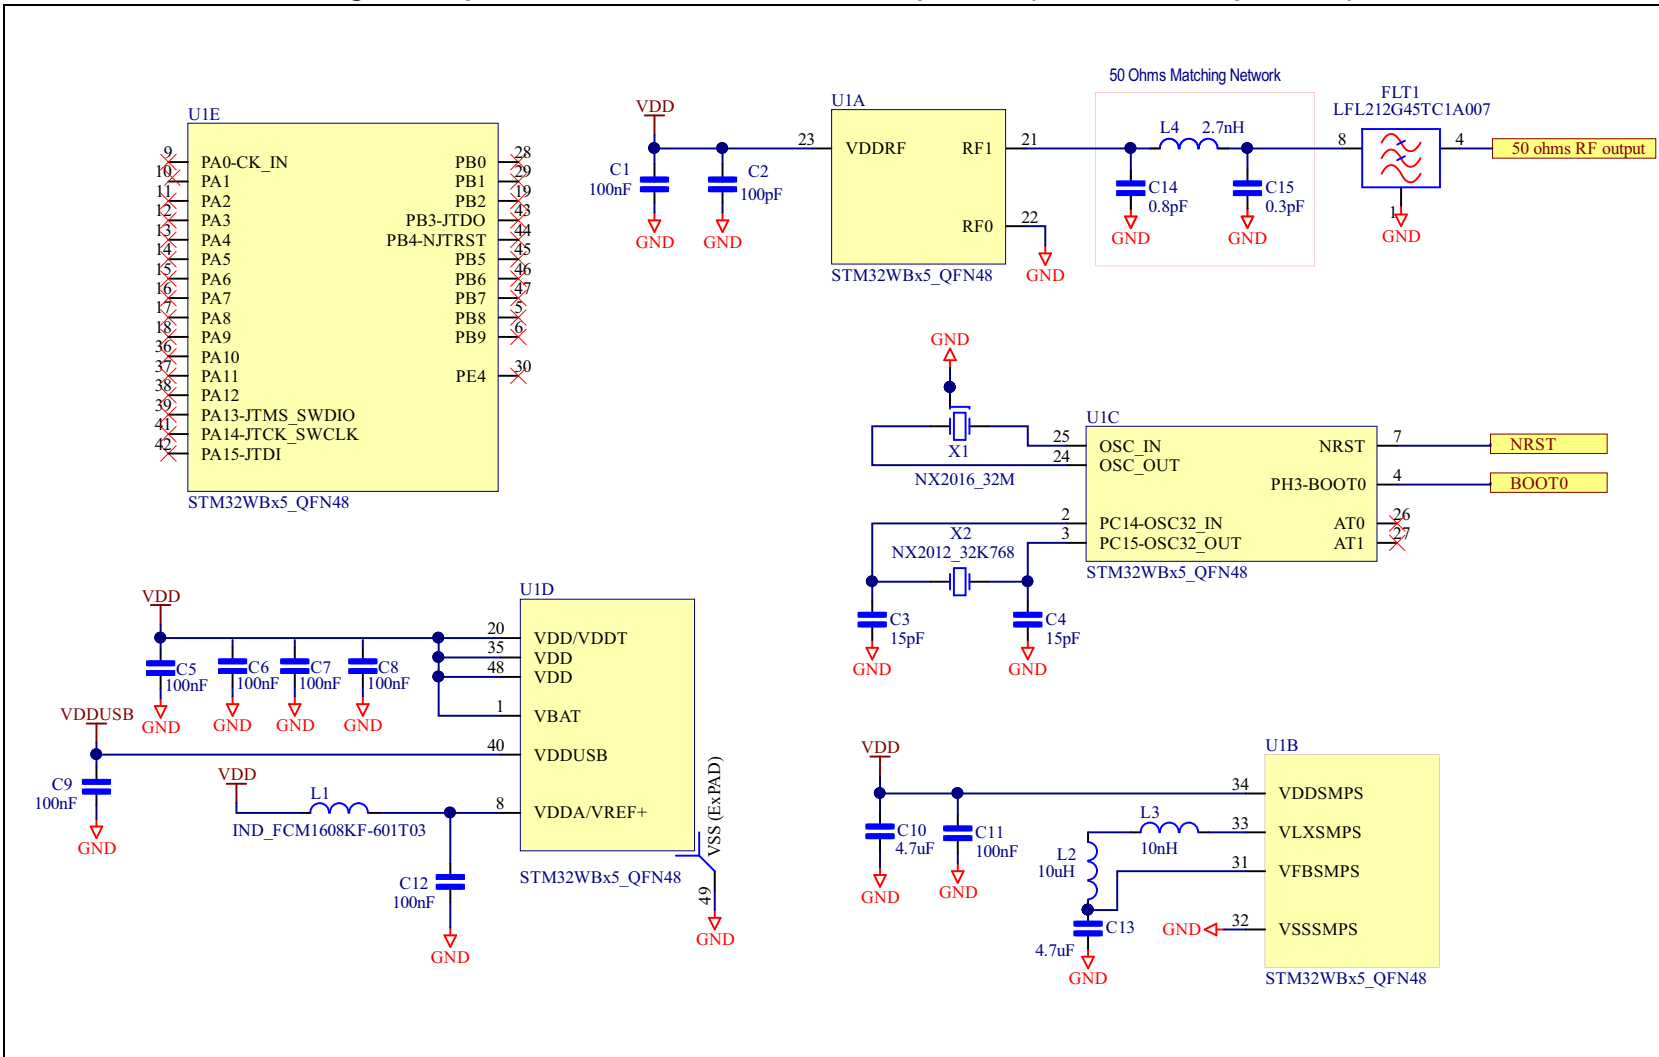 50 Ohms Matching Network
U1E
9 PA0-CK_IN PB0 28
10 PA1 PB1 29
11 PA2 PB2 19
12 PA3 PB3-JTDO 43
13 PA4 PB4-NJTRST 44
14 PA5 PB5 45
15 PA6 PB6 46
16 PA7 PB7 47
17 PA8 PB8 5
18 PA9 PB9 6
36 PA10
37 PA11 PE4 30
38 PA12
39 PA13-JTMS_SWDIO
41 PA14-JTCK_SWCLK
42 PA15-JTDI
STM32WBx5_QFN48
VDD
C1
100nF
GND
C2
100pF
GND
U1A
23 VDDRF RF1 21
RF0 22
GND
STM32WBx5_QFN48
L4 2.7nH
C14
0.8pF
GND
C15
0.3pF
GND
FLT1
LFL212G45TC1A007
8 4
1
GND
50 ohms RF output
GND
X1
NX2016_32M
U1C
25 OSC_IN NRST 7 NRST
24 OSC_OUT
PH3-BOOT0 4 BOOT0
2 PC14-OSC32_IN AT0 26
3 PC15-OSC32_OUT AT1 27
STM32WBx5_QFN48
X2
NX2012_32K768
C3
15pF
GND
C4
15pF
GND
VDD
C5
100nF
GND
C6
100nF
GND
C7
100nF
GND
C8
100nF
GND
U1D
20 VDD/VDDT
35 VDD
48 VDD
1 VBAT
40 VDDUSB
8 VDDA/VREF+
VSS (ExPAD)
49
GND
STM32WBx5_QFN48
VDDUSB
C9
100nF
GND
VDD
L1
IND_FCM1608KF-601T03
C12
100nF
GND
VDD
C10
4.7uF
GND
C11
100nF
GND
U1B
34 VDDSMPS
33 VLXSMPS
31 VFBSMPS
GND 32 VSSSMPS
STM32WBx5_QFN48
L3
10nH
L2
10uH
C13
4.7uF
GND